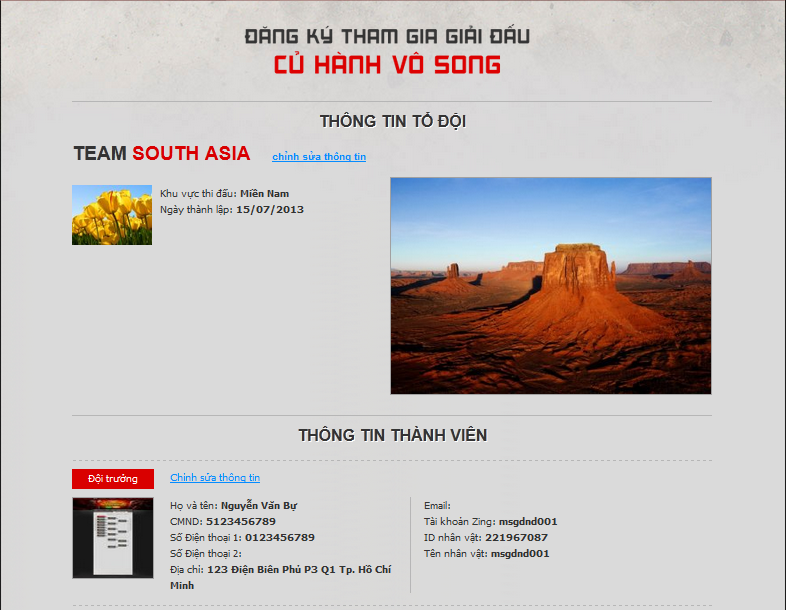 ĐĂNG KÝ THAM GIA GIẢI ĐẤU
CỦ HÀNH VÔ SONG
THÔNG TIN TỔ ĐỘI
TEAM SOUTH ASIA chỉnh sửa thông tin
Khu vực thi đấu: Miền Nam
Ngày thành lập: 15/07/2013
THÔNG TIN THÀNH VIÊN
Đội trưởng
Chỉnh sửa thông tin
Họ và tên: Nguyễn Văn Bự
CMND: 5123456789
Số Điện thoại 1: 0123456789
Số Điện thoại 2:
Địa chỉ: 123 Điện Biên Phủ P3 Q1 Tp. Hồ Chí
Minh
Email:
Tài khoản Zing: msgdnd001
ID nhân vật: 221967087
Tên nhân vật: msgdnd001